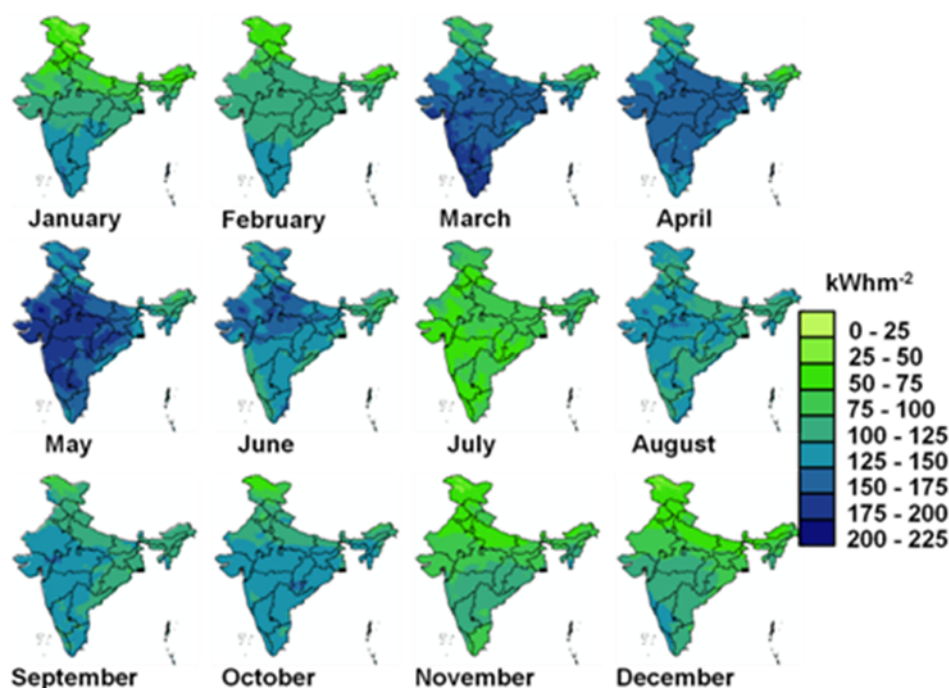 January
February
March
April
May
June
July
August
September
October
November
December
kWhm-2
0 - 25
25 - 50
50 - 75
75 - 100
100 - 125
125 - 150
150 - 175
175 - 200
200 - 225